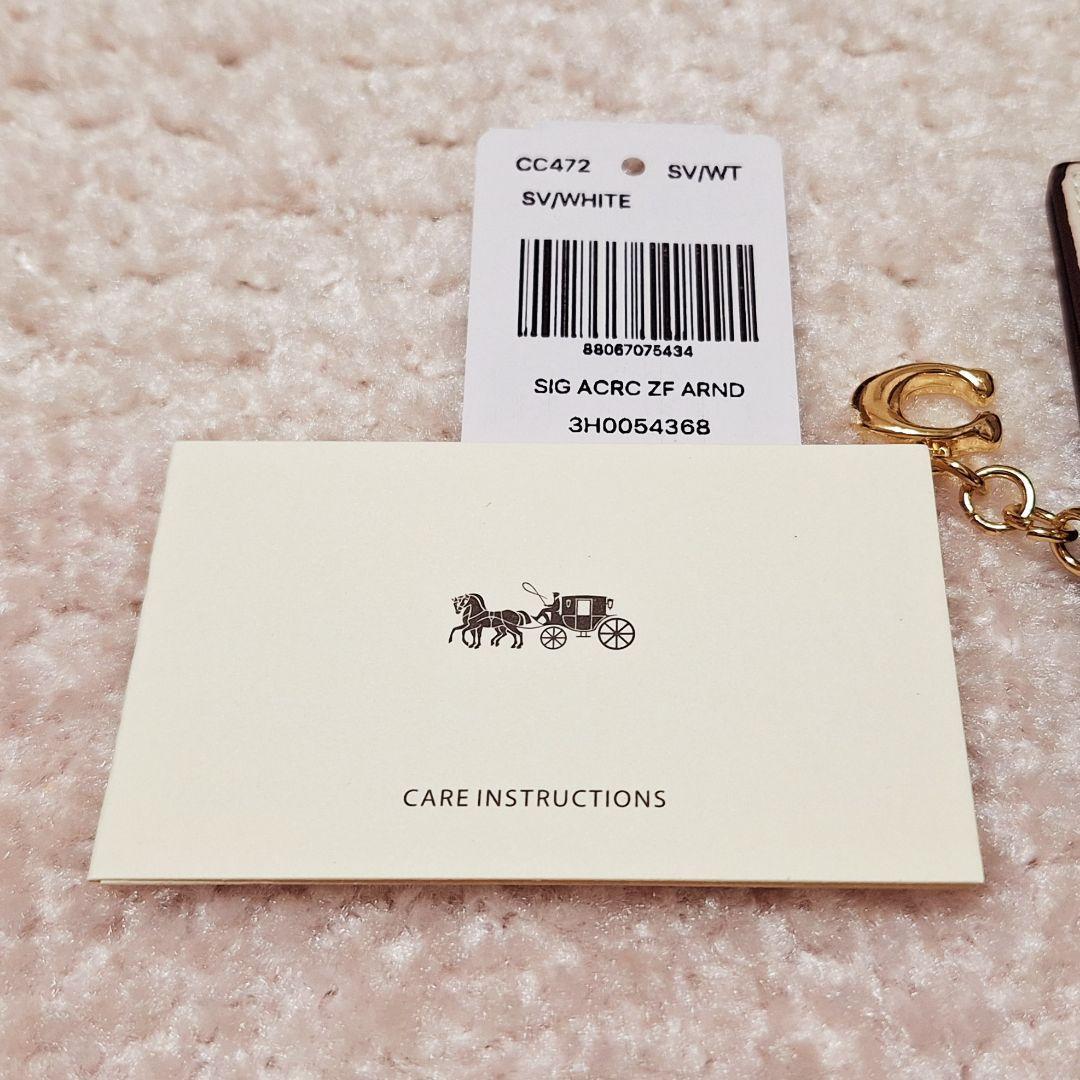 CC472 SV/WT
SV/WHITE
88067075434
SIG ACRC ZF ARND
3H0054368
CARE INSTRUCTIONS